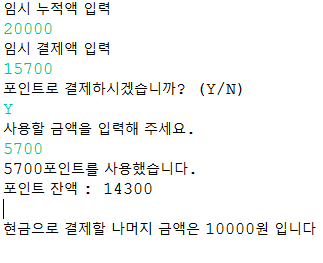 임시 누적액 입력
20000
임시 결제액 입력
15700
포인트로 결제하시겠습니까? (Y/N)
Y
사용할 금액을 입력해 주세요.
5700
5700포인트를 사용했습니다.
포인트 잔액 : 14300
현금으로 결제할 나머지 금액은 10000원 입니다